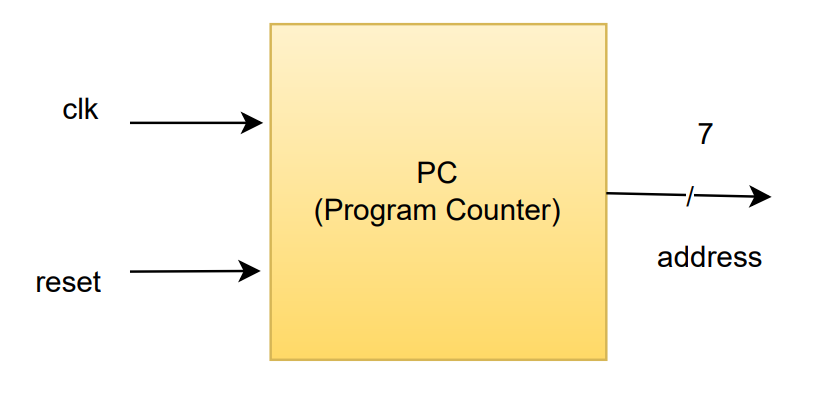 clk
reset
PC
(Program Counter)
7
/
address